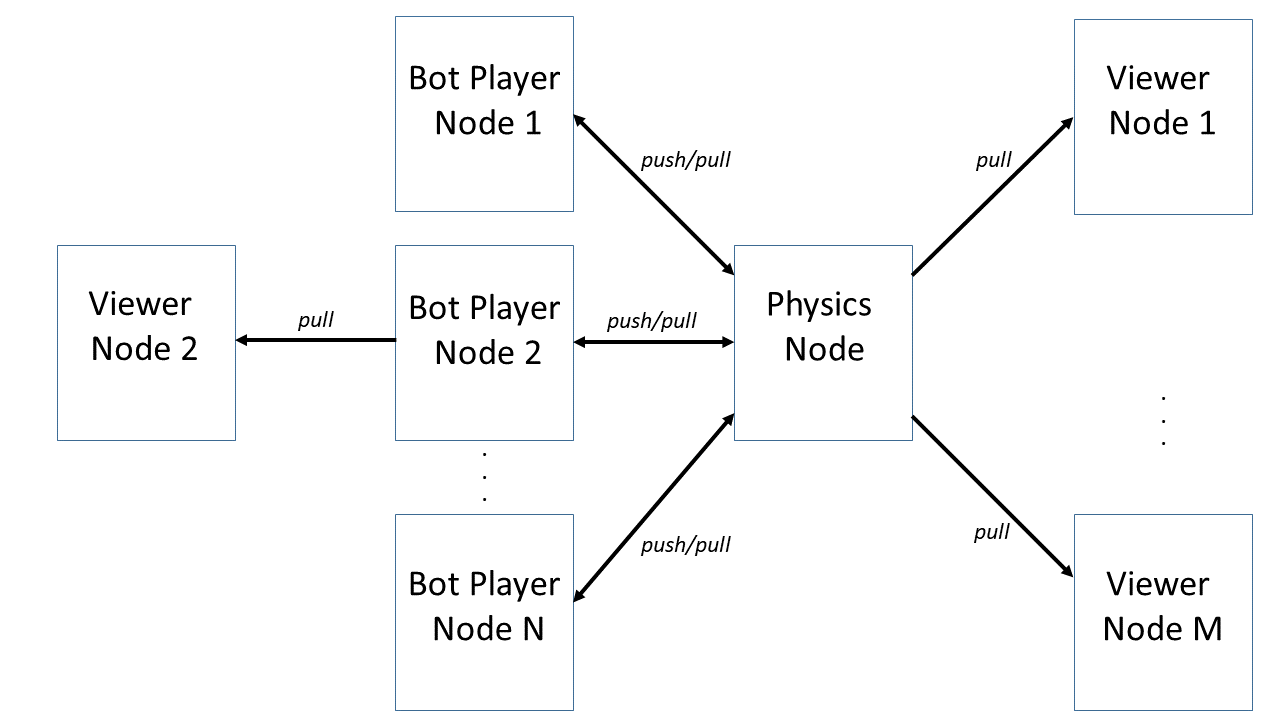 Bot Player
Node 1
push/pull
pull
Viewer
Node 1
Viewer
Node 2
pull
Bot Player
Node 2
push/pull
Physics
Node
.
.
.
.
.
.
Bot Player
Node N
push/pull
pull
Viewer
Node M